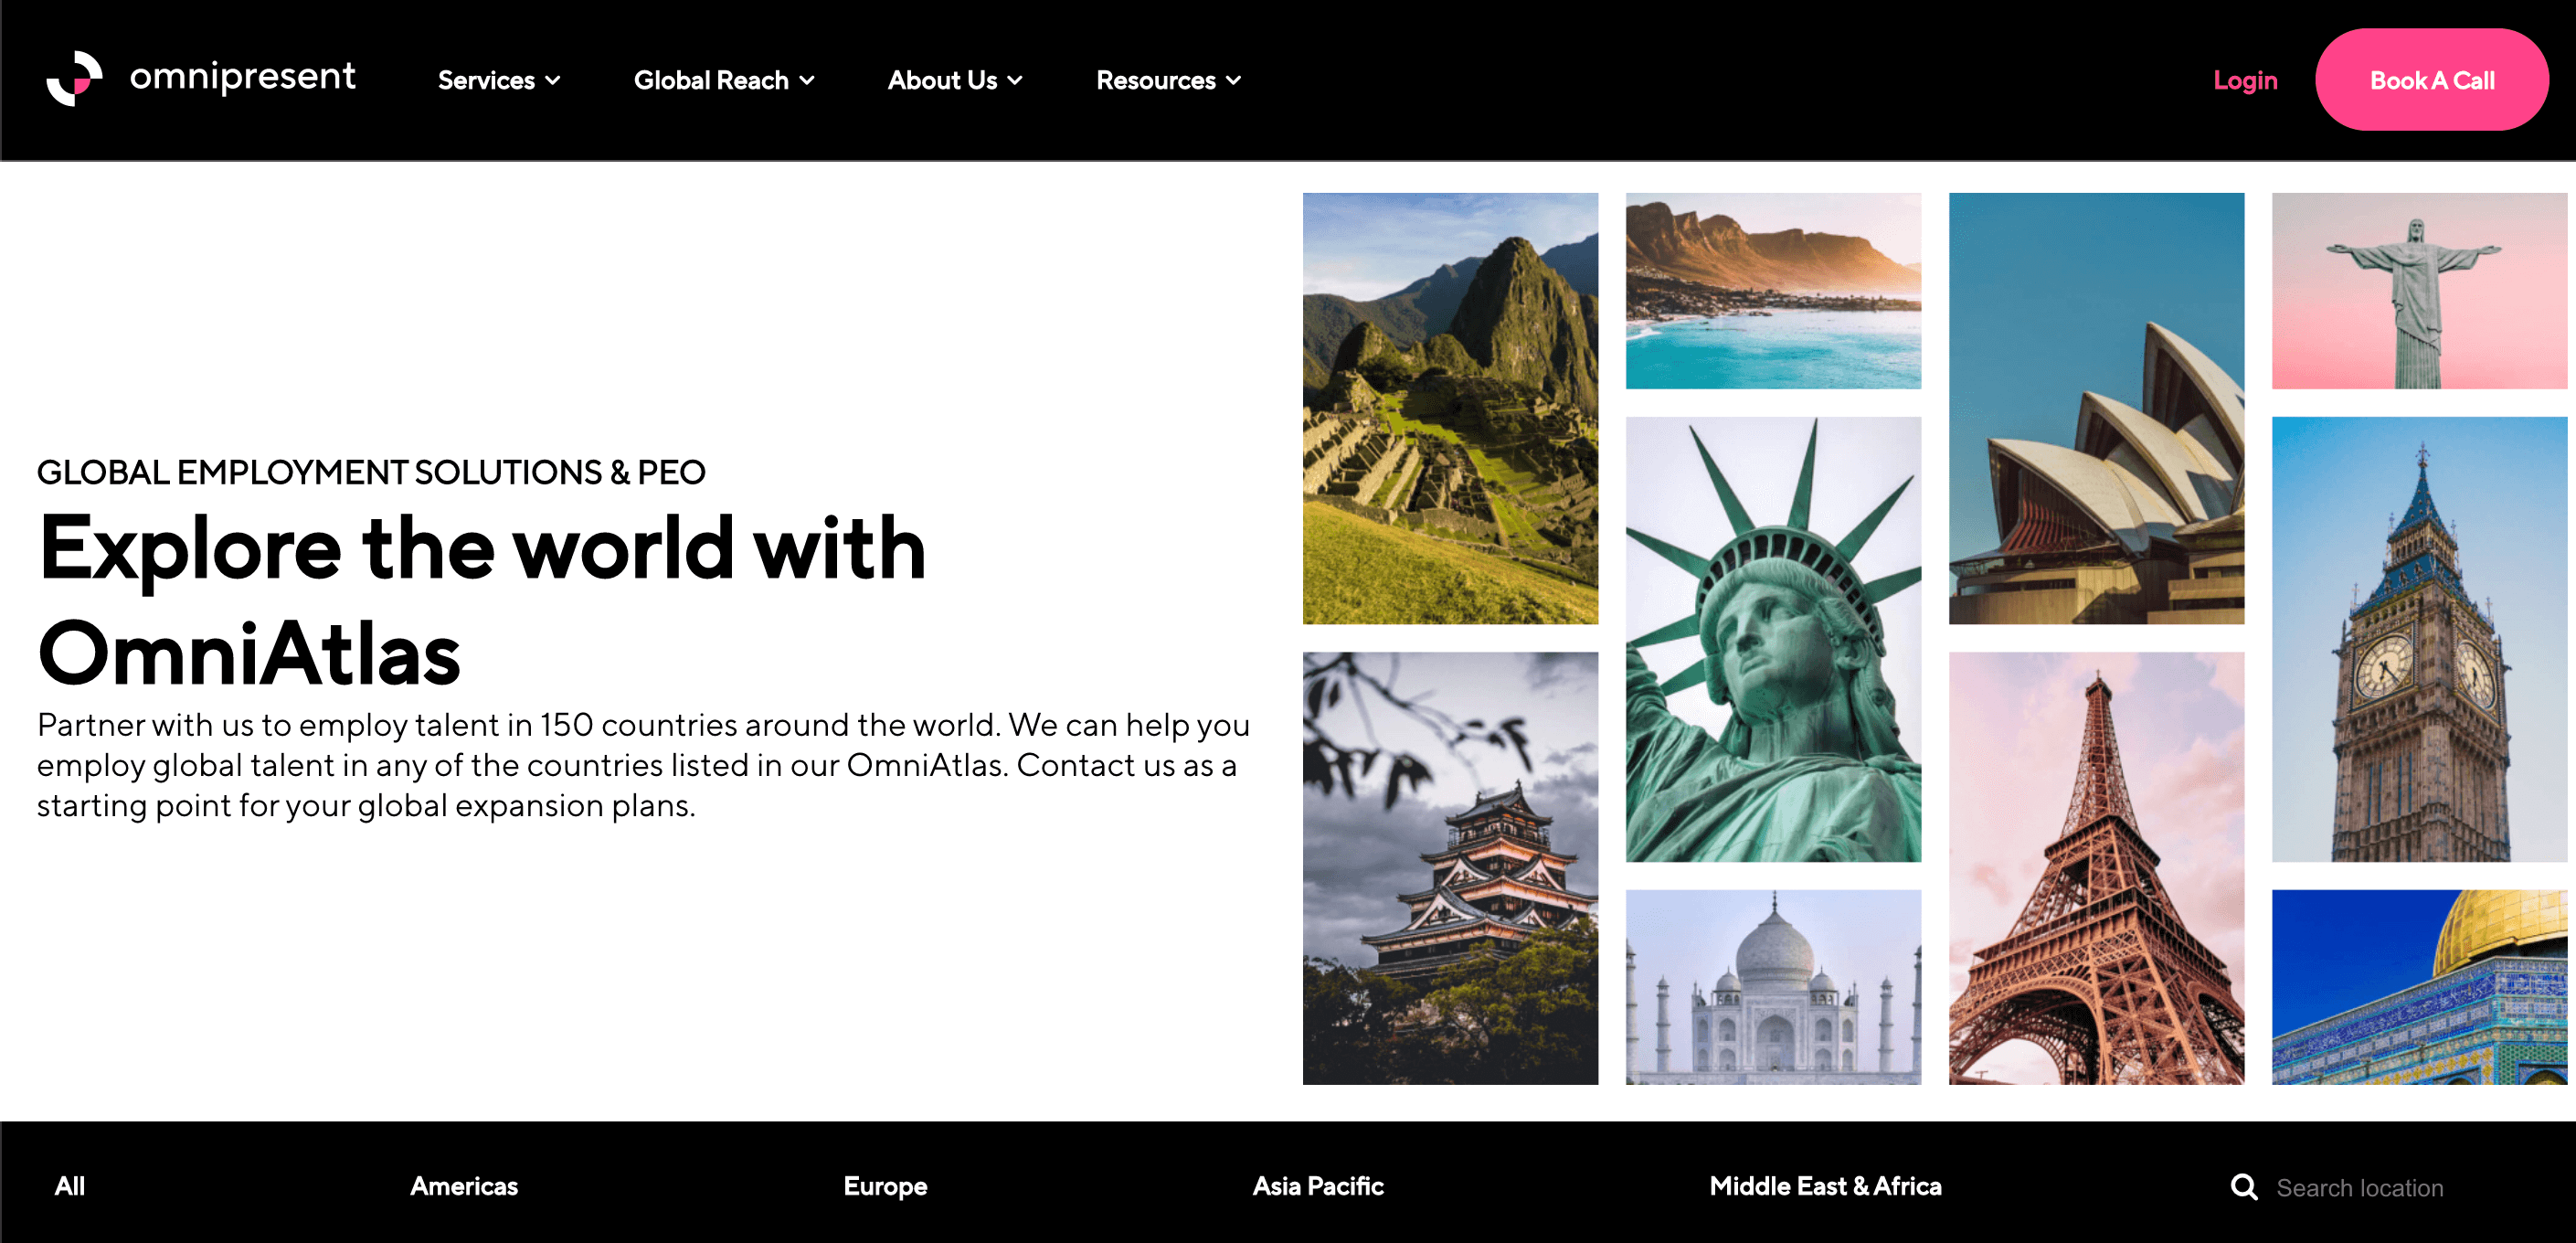 omnipresent
Services
Global Reach
About Us
Resources
Login
Book A Call
GLOBAL EMPLOYMENT SOLUTIONS & PEO
Explore the world with
OmniAtlas
Partner with us to employ talent in 150 countries around the world. We can help you
employ global talent in any of the countries listed in our OmniAtlas. Contact us as a
starting point for your global expansion plans.
All
Americas
Europe
Asia Pacific
Middle East & Africa
Search location